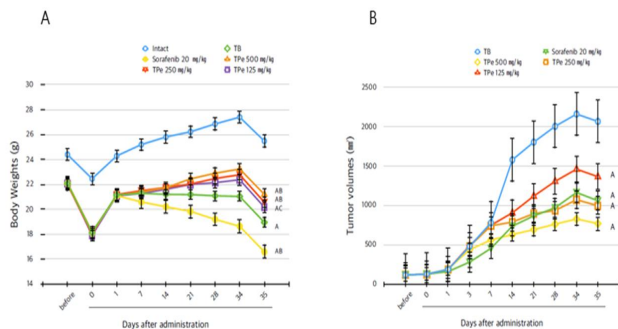 A
Intact
TB
Sorafenib 20 ㎎/㎏
TPe 500 ㎎/㎏
TPe 250 ㎎/㎏
TPe 125 ㎎/㎏
Body Weights (g)
30
28
26
24
22
20
18
16
14
AB
AB
AC
A
AB
before
0
1
7
14
21
28
34
35
Days after administration
B
TB
Sorafenib 20 ㎎/㎏
TPe 500 ㎎/㎏
TPe 250 ㎎/㎏
TPe 125 ㎎/㎏
Tumor volumes (㎣)
2500
2000
1500
1000
500
0
A
A
A
A
before
0
1
3
7
14
21
28
34
35
Days after administration